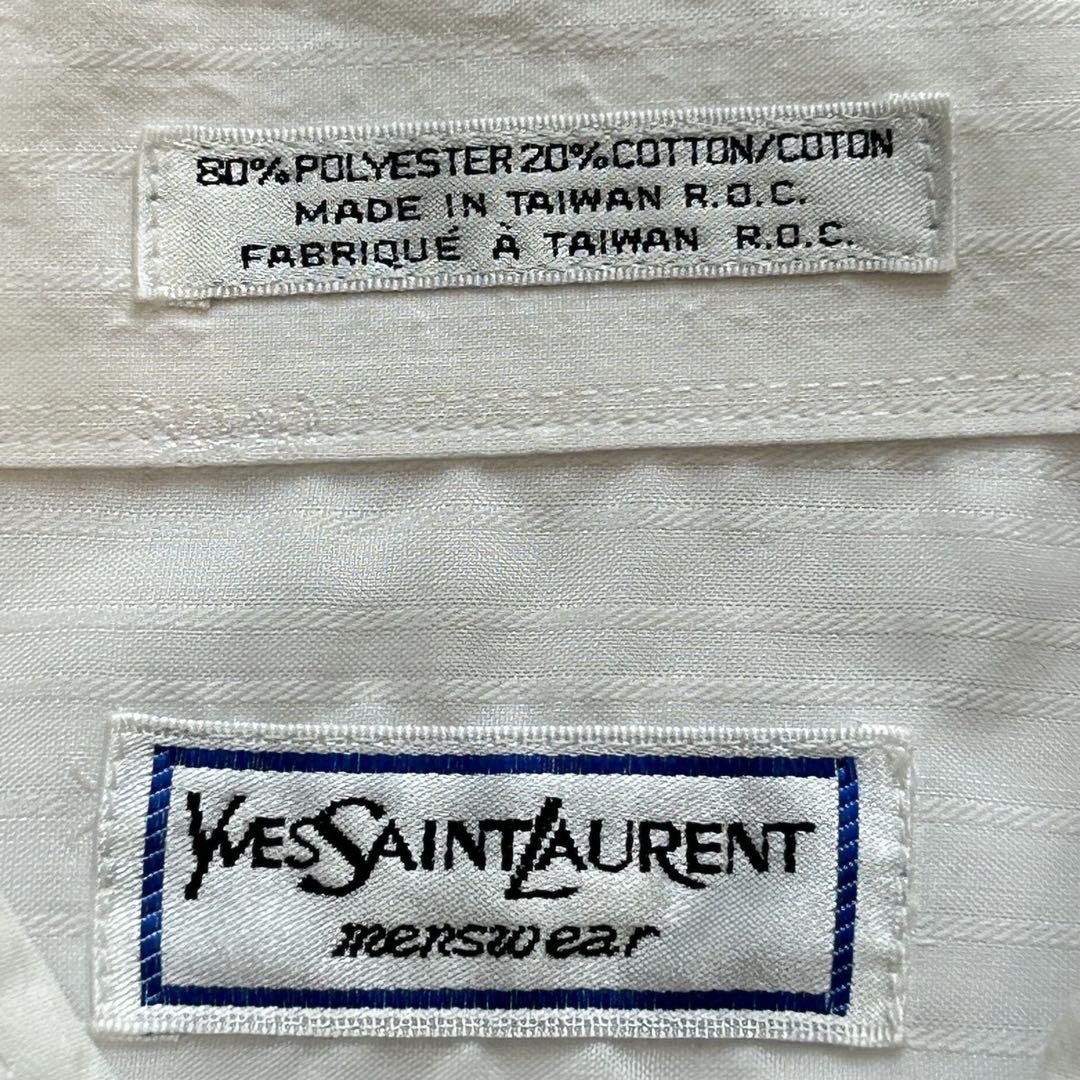 80% POLYESTER 20% COTTON/COTON
MADE IN TAIWAN R.O.C.
FABRIQUÉ À TAIWAN R.O.C.
YVESSAINTLAURENT
menswear